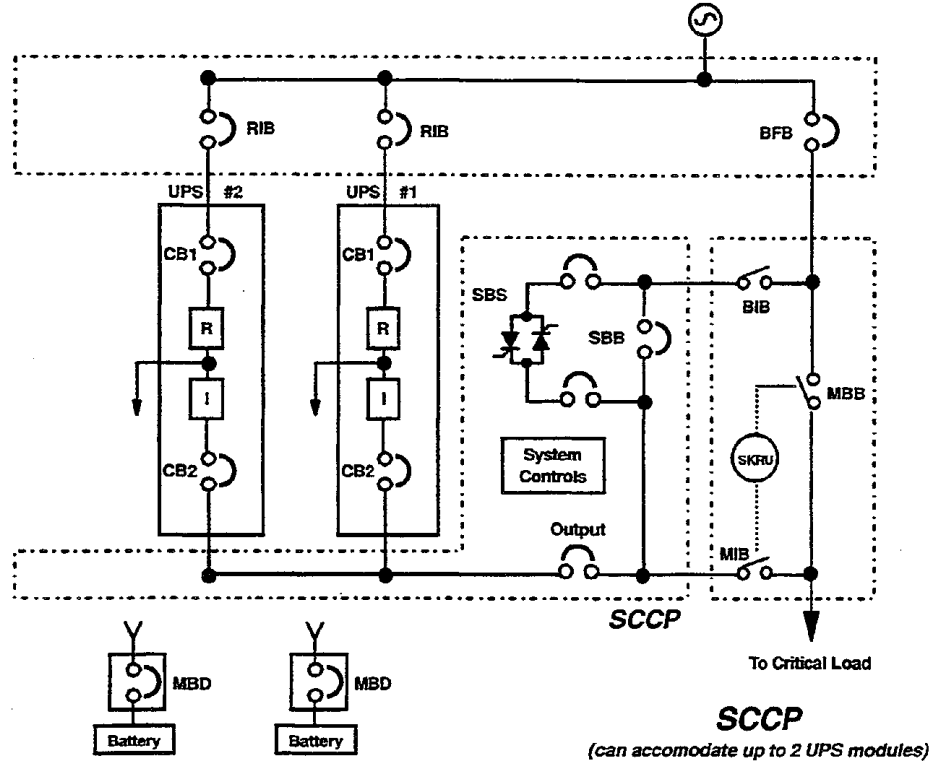 RIB
RIB
BFB
UPS #2
UPS #1
CB1
CB1
SBS
SBB
BIB
R
R
MBB
I
I
System
Controls
SKRU
CB2
CB2
Output
MIB
SCCP
To Critical Load
MBD
MBD
Battery
Battery
SCCP
(can accomodate up to 2 UPS modules)